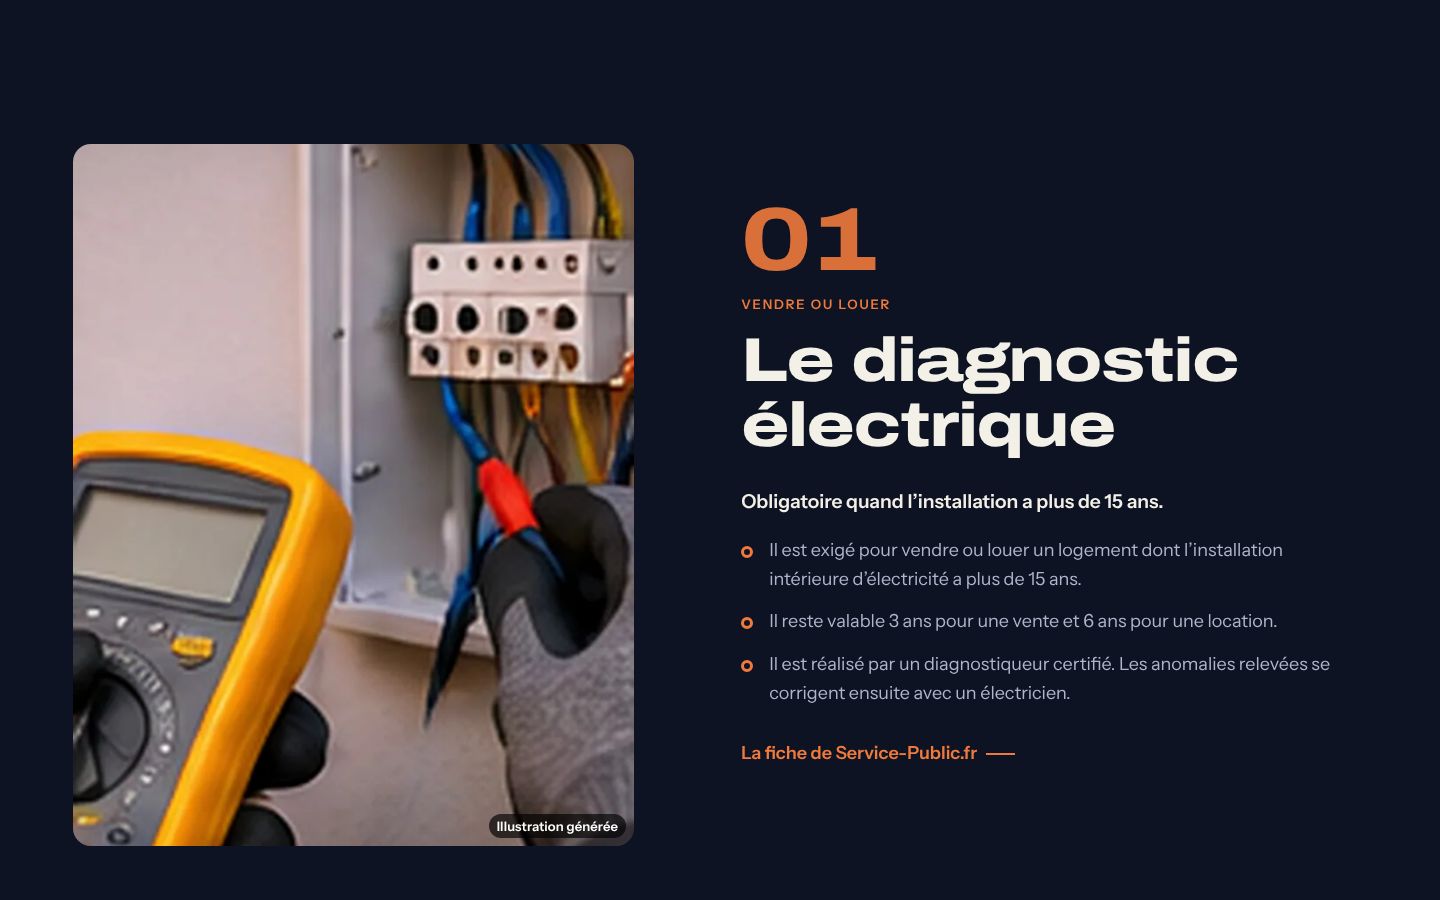 01
VENDRE OU LOUER
Le diagnostic
électrique
Obligatoire quand l’installation a plus de 15 ans.
Il est exigé pour vendre ou louer un logement dont l’installation
intérieure d’électricité a plus de 15 ans.
Il reste valable 3 ans pour une vente et 6 ans pour une location.
Il est réalisé par un diagnostiqueur certifié. Les anomalies relevées se
corrigent ensuite avec un électricien.
La fiche de Service-Public.fr
Illustration générée